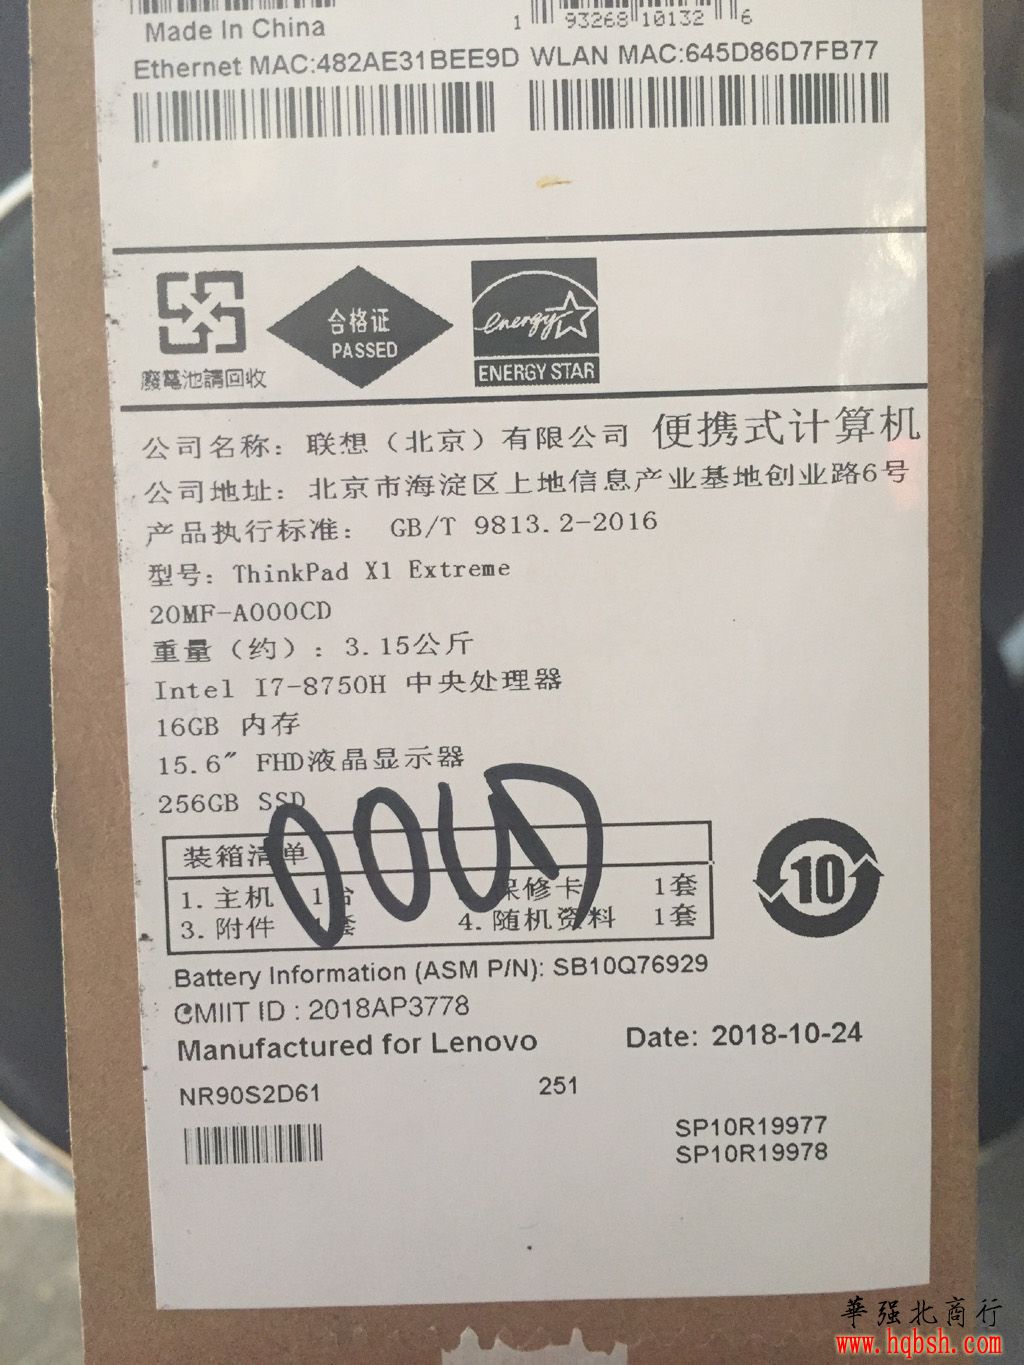 Made In China
1 93268 10132 6
Ethernet MAC:482AE31BEE9D WLAN MAC:645D86D7FB77
廢電池請回收
合格证
PASSED
energy
ENERGY STAR
公司名称: 联想（北京）有限公司 便携式计算机
公司地址: 北京市海淀区上地信息产业基地创业路6号
产品执行标准: GB/T 9813.2-2016
型号: ThinkPad X1 Extreme
20MF-A000CD
重量（约）: 3.15公斤
Intel I7-8750H 中央处理器
16GB 内存
15.6" FHD液晶显示器
256GB SSD
装箱清单
1.主机 1台 保修卡 1套
3.附件 1套 4.随机资料 1套
10
Battery Information (ASM P/N): SB10Q76929
CMIIT ID : 2018AP3778
Manufactured for Lenovo Date: 2018-10-24
NR90S2D61 251
SP10R19977
SP10R19978
華强北商行
www.hqbsh.com